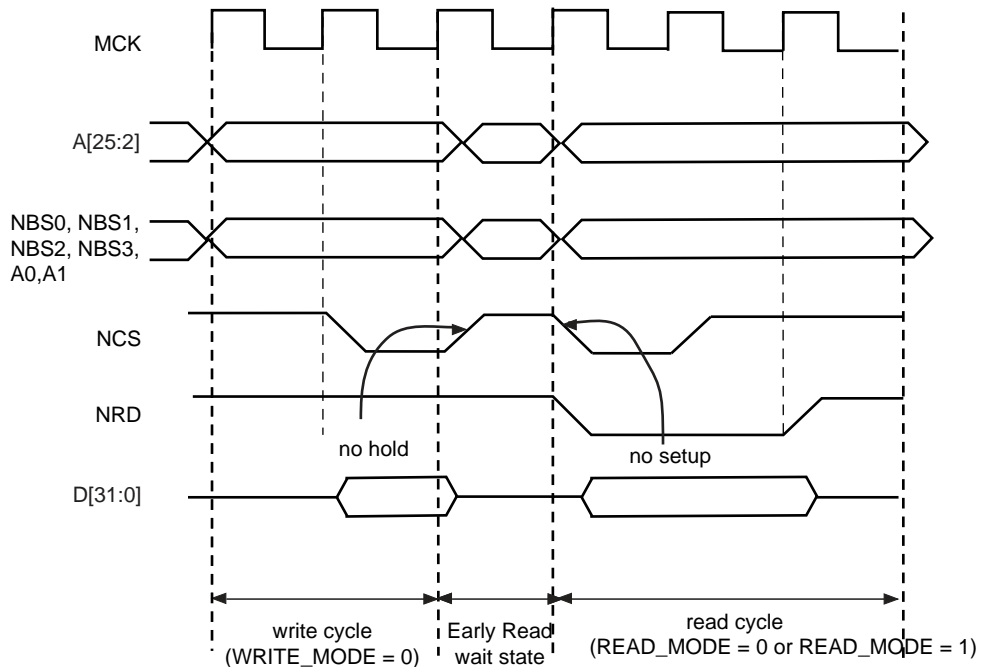 MCK
A[25:2]
NBS0, NBS1,
NBS2, NBS3,
A0,A1
NCS
NRD
no hold
no setup
D[31:0]
write cycle
(WRITE_MODE = 0)
Early Read
wait state
read cycle
(READ_MODE = 0 or READ_MODE = 1)